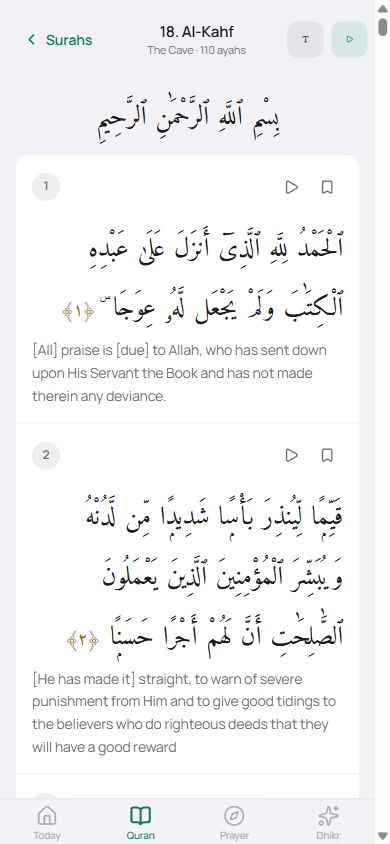 Surahs
18. Al-Kahf
The Cave · 110 ayahs
T
بِسْمِ ٱللَّهِ ٱلرَّحْمَٰنِ ٱلرَّحِيمِ
1
ٱلْحَمْدُ لِلَّهِ ٱلَّذِىٓ أَنزَلَ عَلَىٰ عَبْدِهِ
ٱلْكِتَٰبَ وَلَمْ يَجْعَل لَّهُۥ عِوَجَا ۜ ﴿١﴾
[All] praise is [due] to Allah, who has sent down
upon His Servant the Book and has not made
therein any deviance.
2
قَيِّمًۭا لِّيُنذِرَ بَأْسًۭا شَدِيدًۭا مِّن لَّدُنْهُ
وَيُبَشِّرَ ٱلْمُؤْمِنِينَ ٱلَّذِينَ يَعْمَلُونَ
ٱلصَّٰلِحَٰتِ أَنَّ لَهُمْ أَجْرًا حَسَنًۭا ﴿٢﴾
[He has made it] straight, to warn of severe
punishment from Him and to give good tidings to
the believers who do righteous deeds that they
will have a good reward
Today
Quran
Prayer
Dhikr